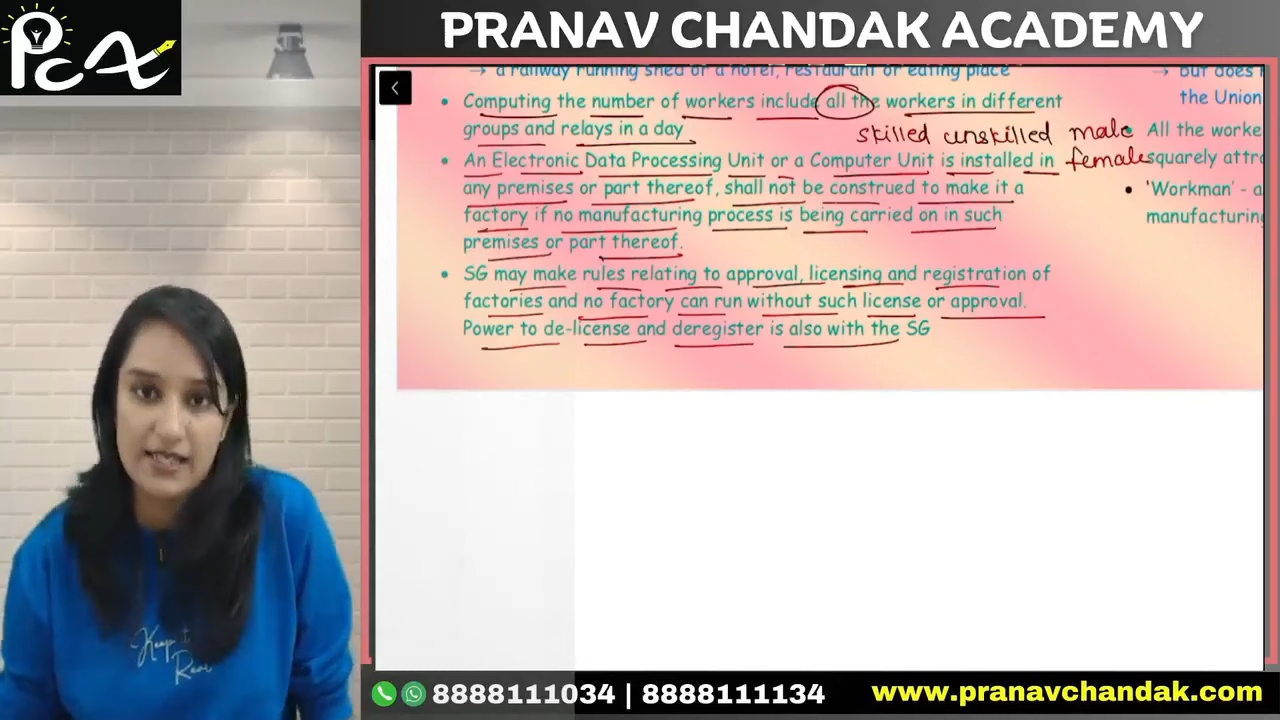 PCA
PRANAV CHANDAK ACADEMY
→ a railway running shed or a hotel, restaurant or eating place
• Computing the number of workers include all the workers in different
groups and relays in a day
skilled unskilled male
female
• An Electronic Data Processing Unit or a Computer Unit is installed in
any premises or part thereof, shall not be construed to make it a
factory if no manufacturing process is being carried on in such
premises or part thereof.
• SG may make rules relating to approval, licensing and registration of
factories and no factory can run without such license or approval.
Power to de-license and deregister is also with the SG
→ but does
the Union
• All the worke
squarely attr
• 'Workman' - a
manufacturing
Keep it
Real
8888111034 | 8888111134
www.pranavchandak.com